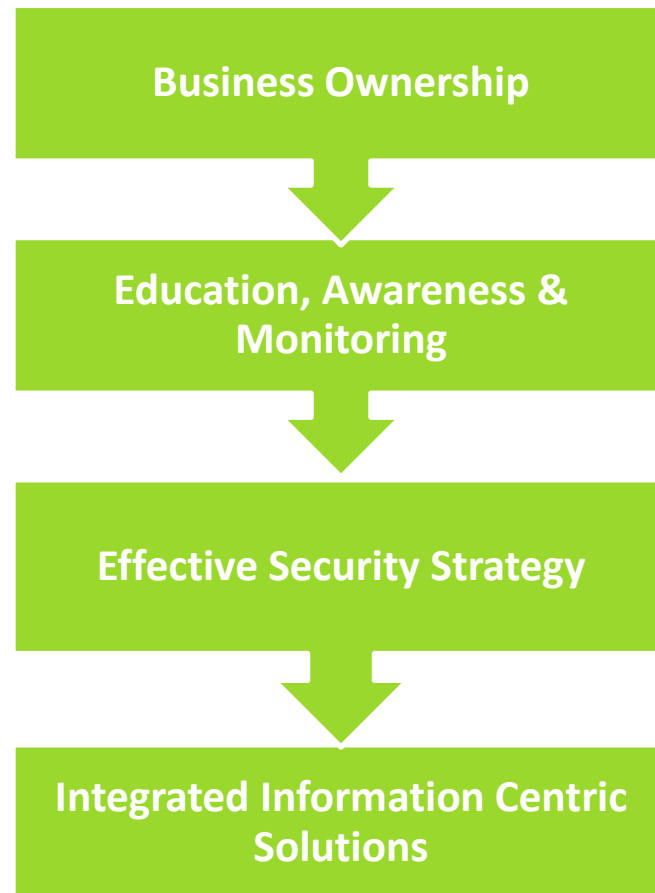 Business Ownership
Education, Awareness &
Monitoring
Effective Security Strategy
Integrated Information Centric
Solutions